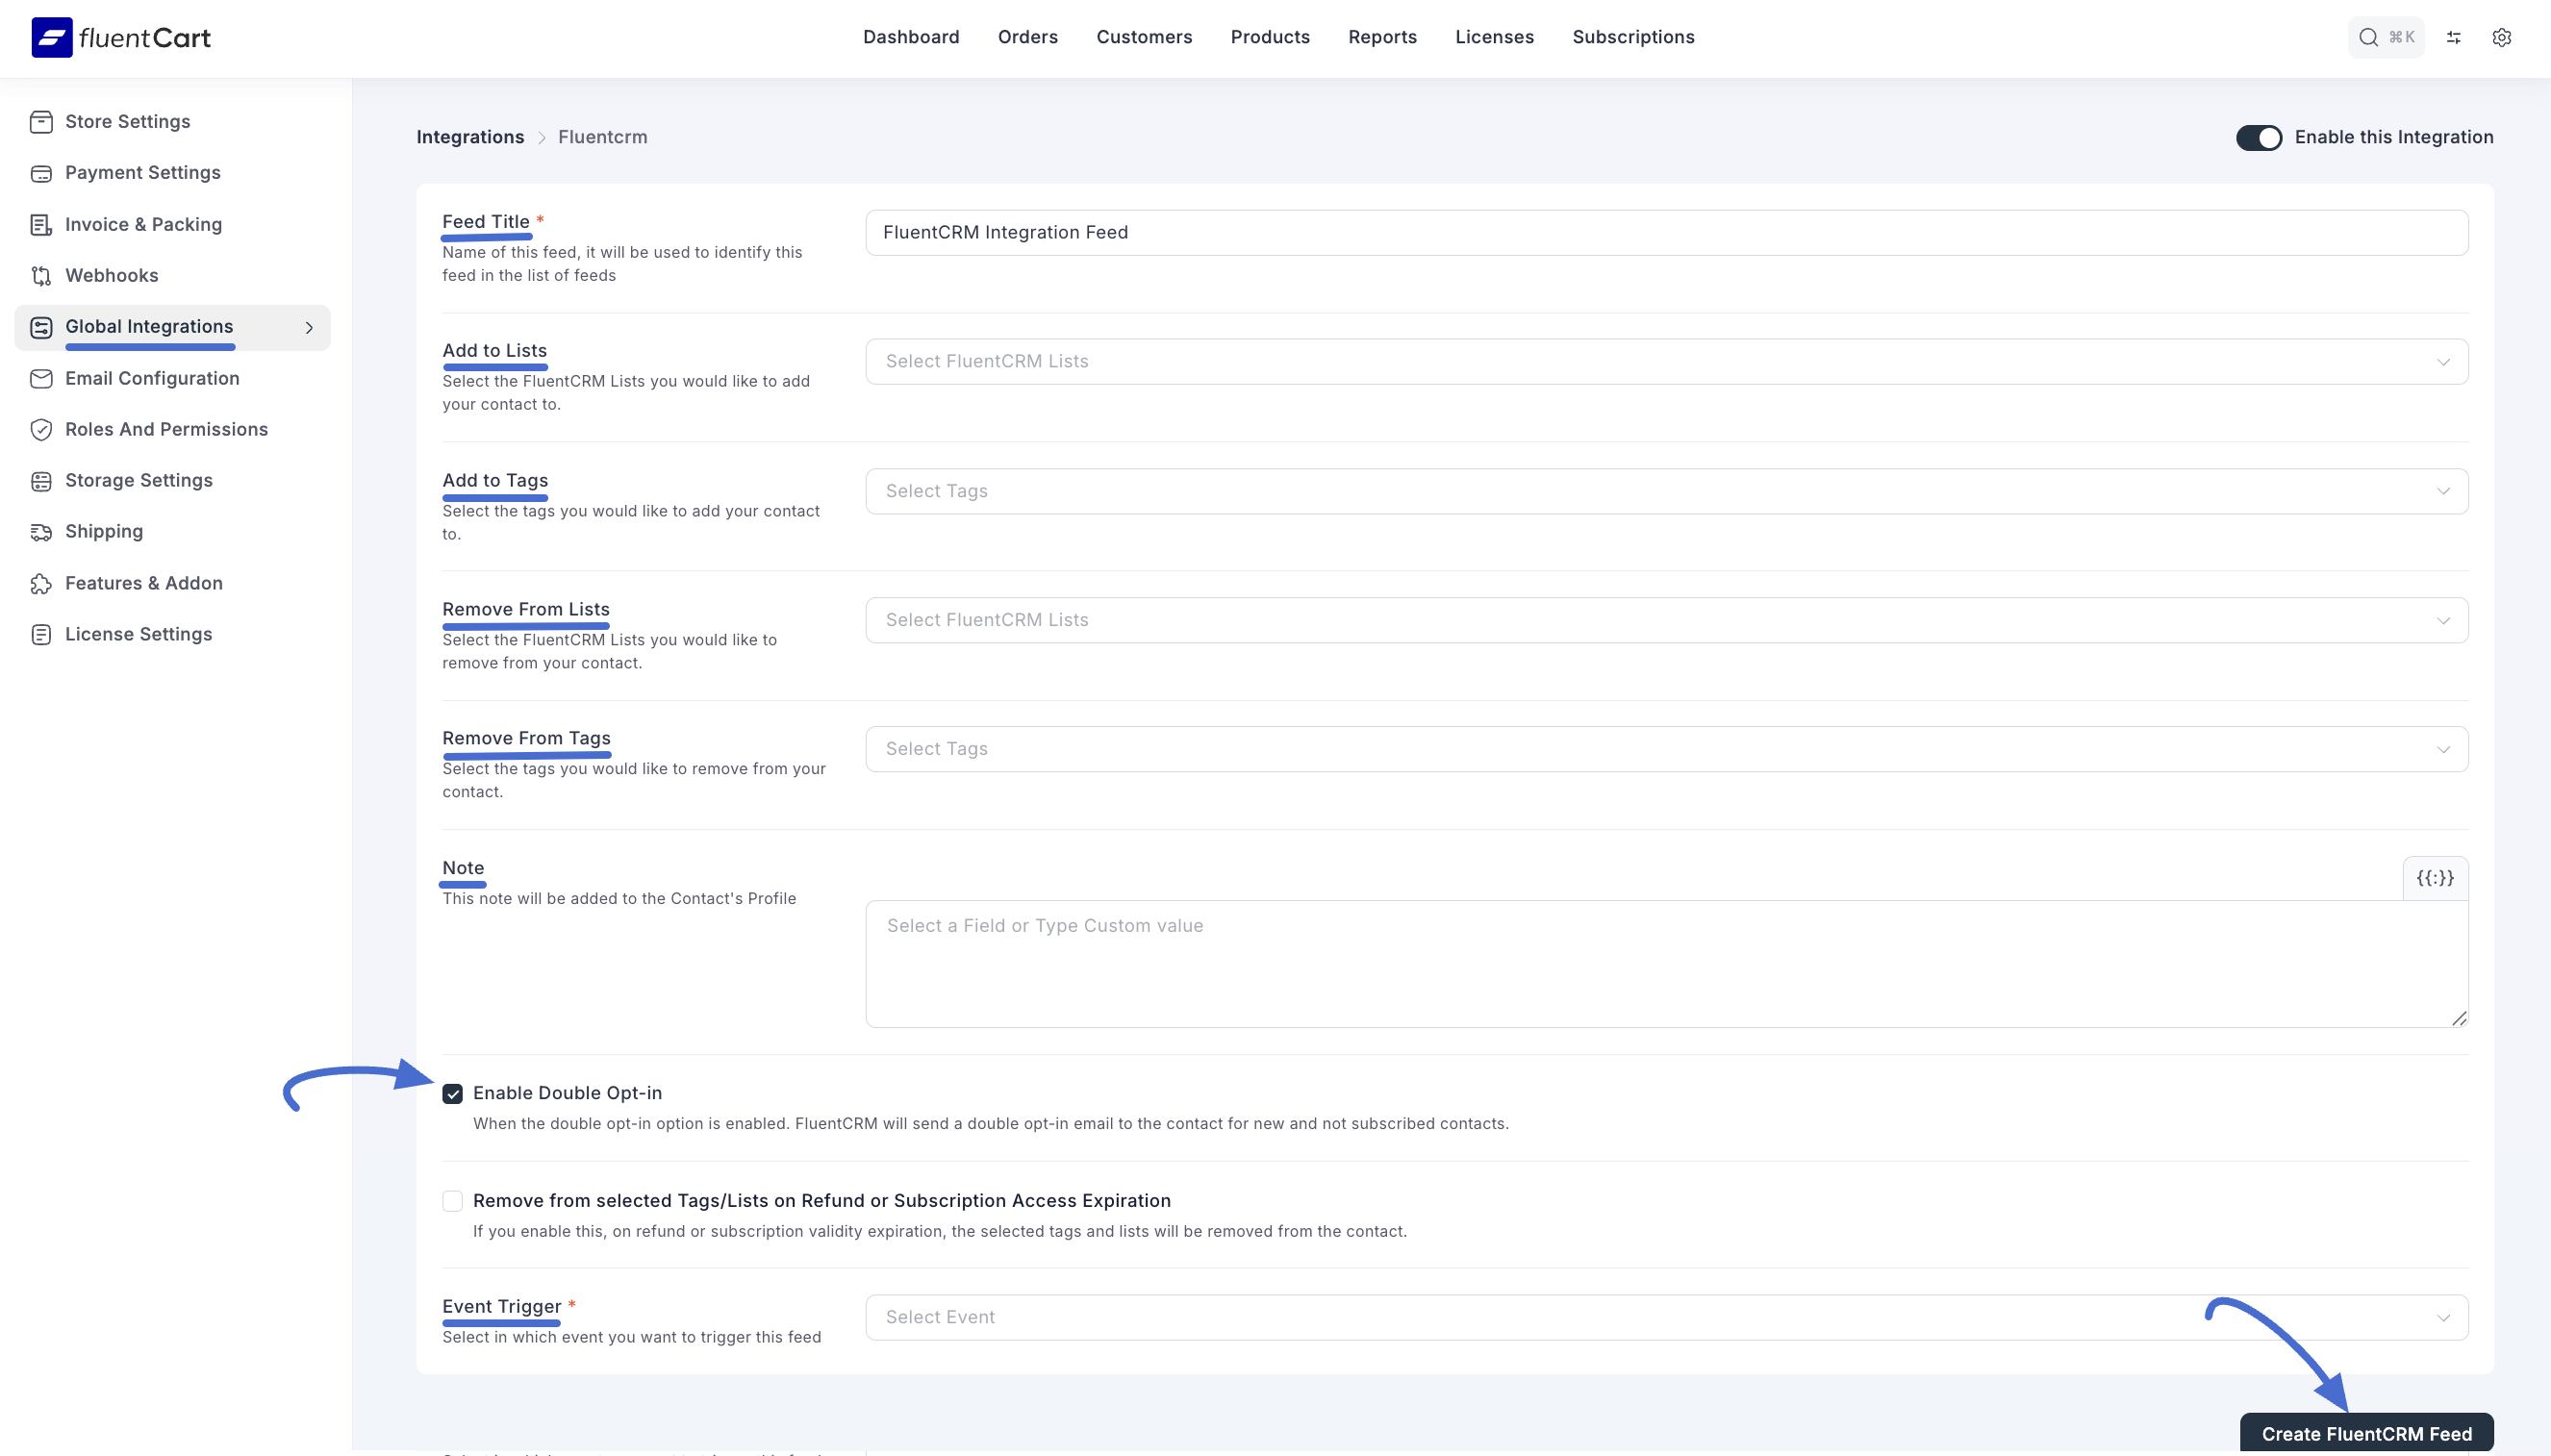 fluentCart
Dashboard
Orders
Customers
Products
Reports
Licenses
Subscriptions
⌘K
Store Settings
Payment Settings
Invoice & Packing
Webhooks
Global Integrations
Email Configuration
Roles And Permissions
Storage Settings
Shipping
Features & Addon
License Settings
Integrations > Fluentcrm
Enable this Integration
Feed Title *
Name of this feed, it will be used to identify this
feed in the list of feeds
FluentCRM Integration Feed
Add to Lists
Select the FluentCRM Lists you would like to add
your contact to.
Select FluentCRM Lists
Add to Tags
Select the tags you would like to add your contact
to.
Select Tags
Remove From Lists
Select the FluentCRM Lists you would like to
remove from your contact.
Select FluentCRM Lists
Remove From Tags
Select the tags you would like to remove from your
contact.
Select Tags
Note
This note will be added to the Contact's Profile
{{:}}
Select a Field or Type Custom value
Enable Double Opt-in
When the double opt-in option is enabled. FluentCRM will send a double opt-in email to the contact for new and not subscribed contacts.
Remove from selected Tags/Lists on Refund or Subscription Access Expiration
If you enable this, on refund or subscription validity expiration, the selected tags and lists will be removed from the contact.
Event Trigger *
Select in which event you want to trigger this feed
Select Event
Create FluentCRM Feed